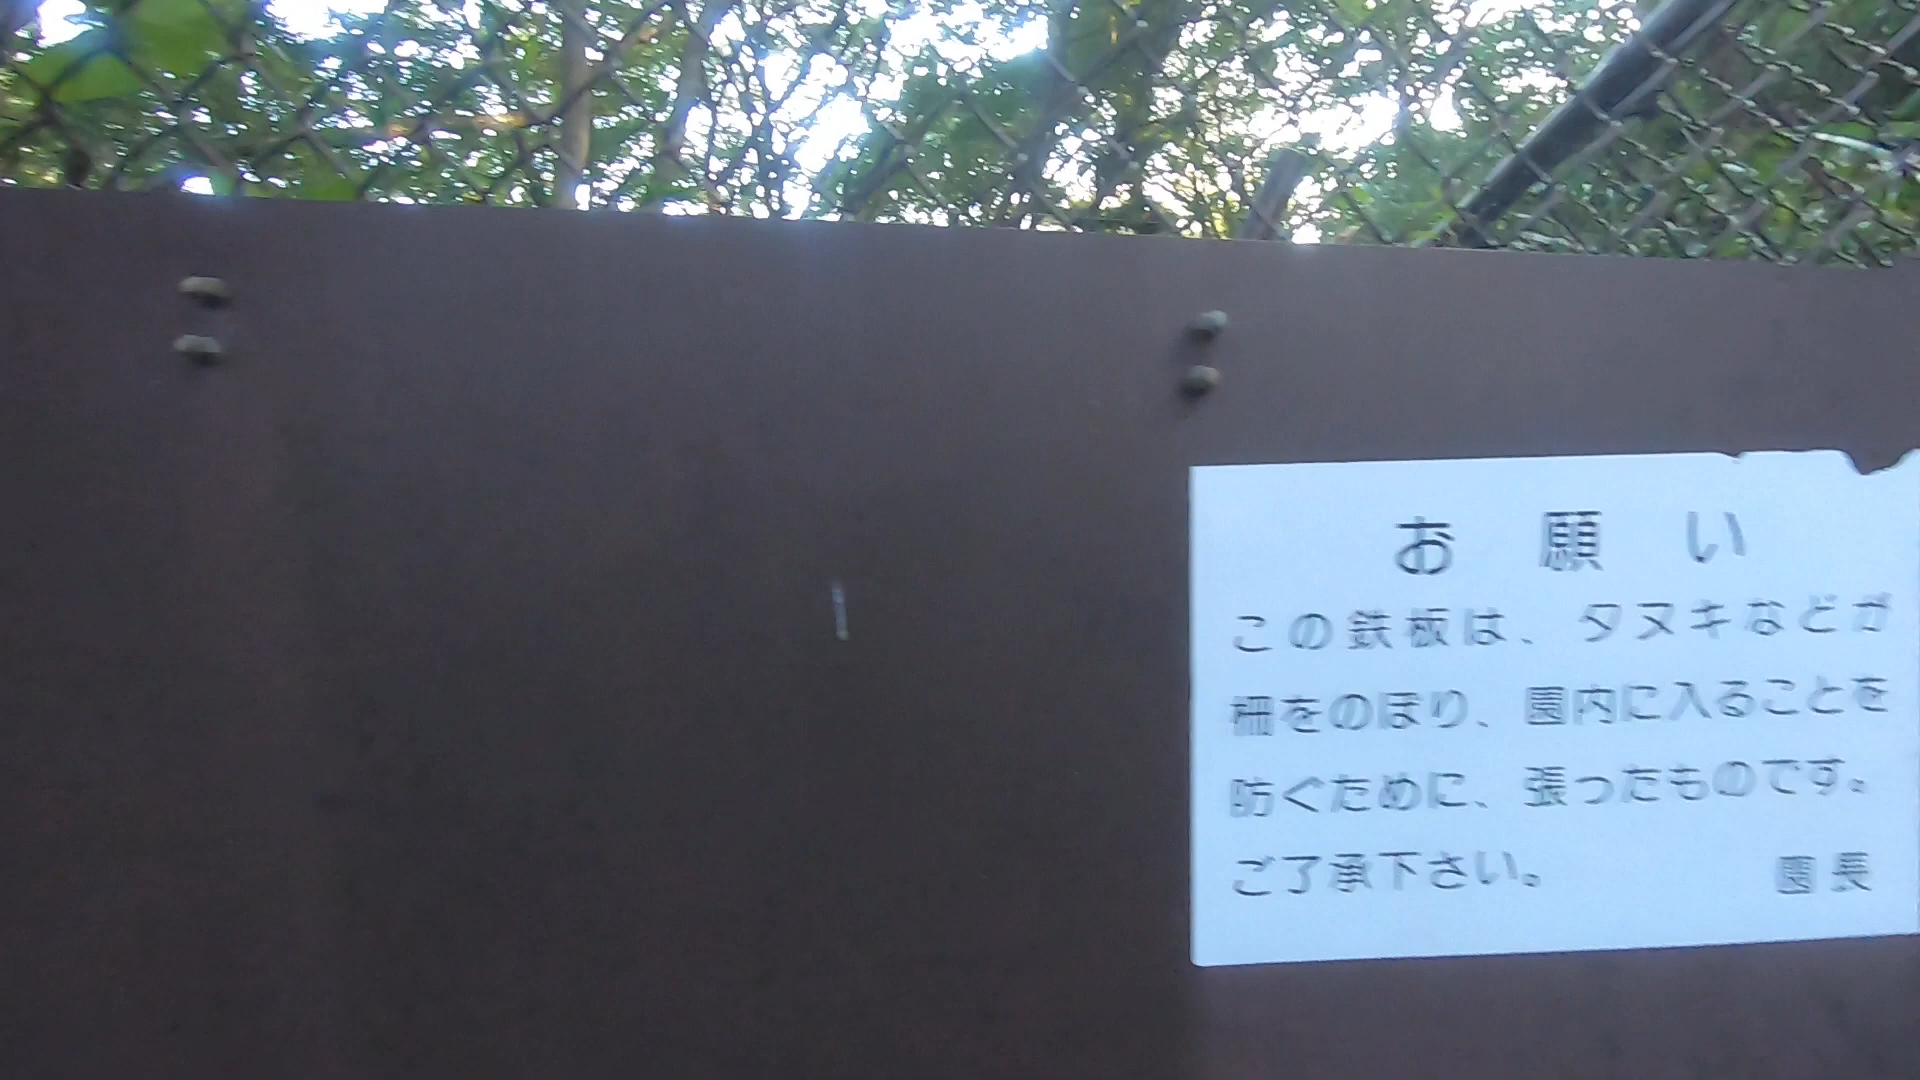 お願い
この鉄板は、タヌキなどが
柵をのぼり、園内に入ることを
防ぐために、張ったものです。
ご了承下さい。 園長